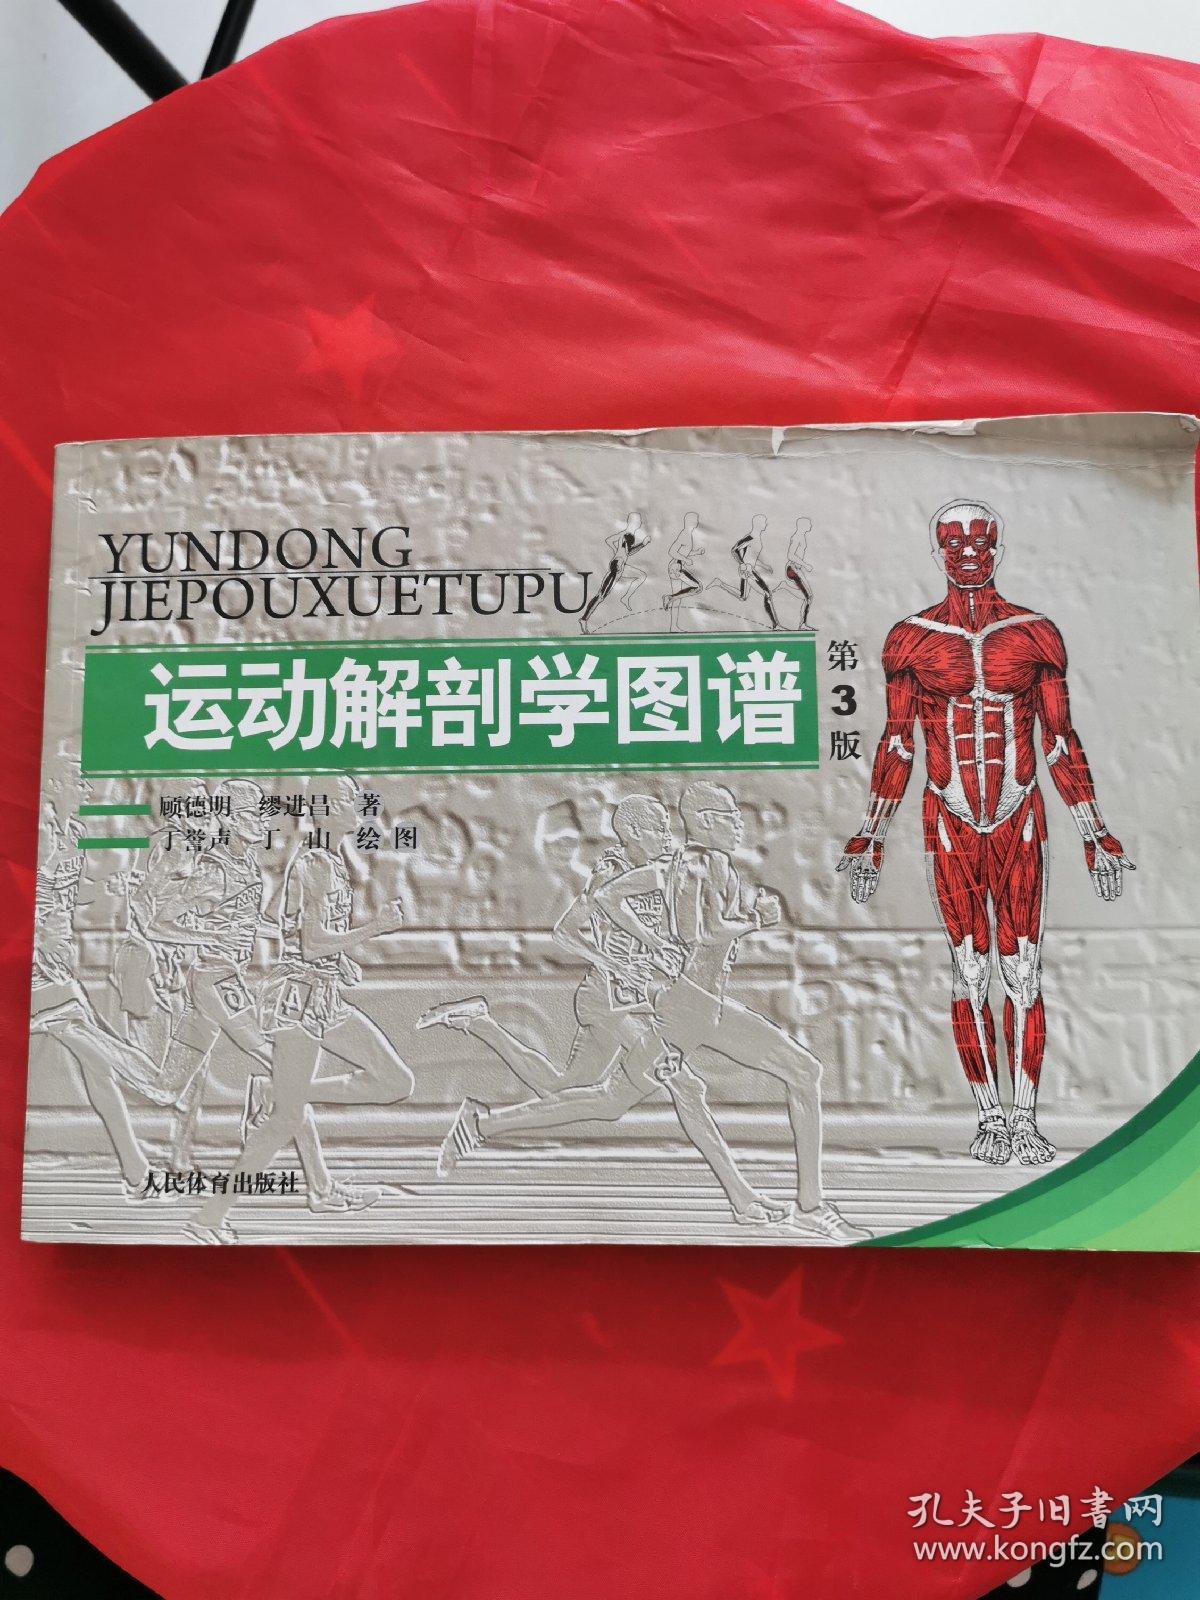 YUNDONG
JIEPOUXUETUPU
运动解剖学图谱
第3版
顾德明 缪进昌 著
丁誉声 丁山 绘图
人民体育出版社
孔夫子旧书网
www.kongfz.com